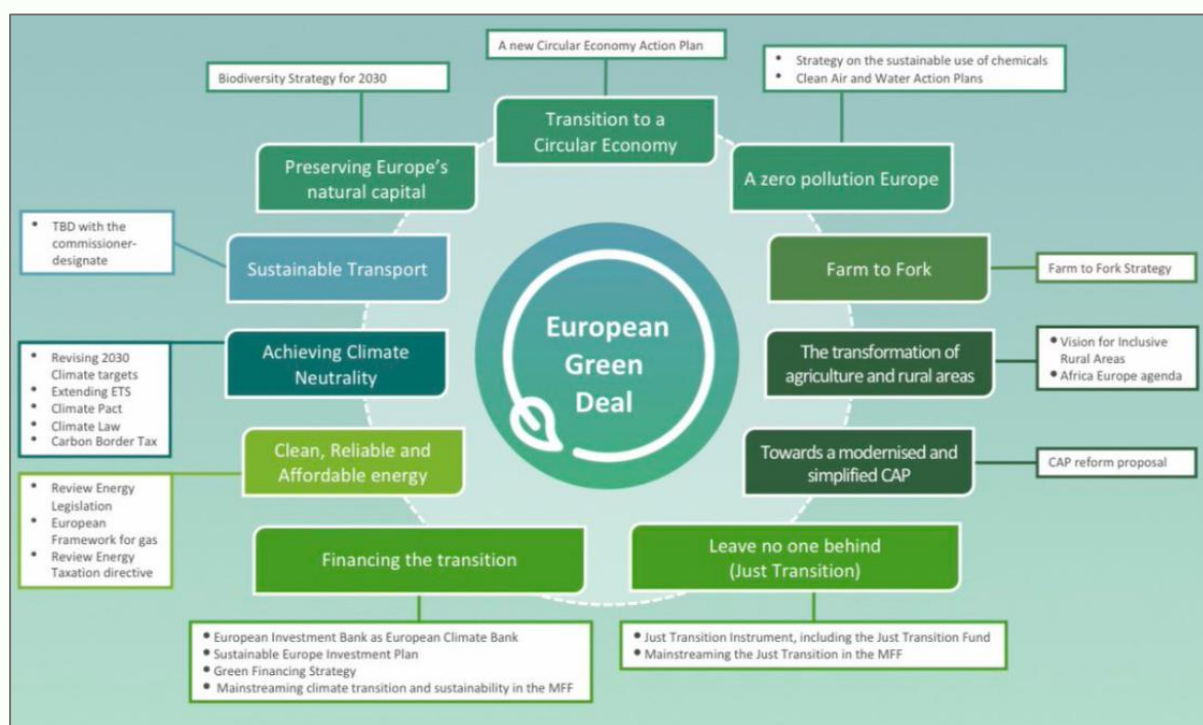 A new Circular Economy Action Plan
• Strategy on the sustainable use of chemicals
• Clean Air and Water Action Plans
Biodiversity Strategy for 2030
Transition to a
Circular Economy
Preserving Europe's
natural capital
A zero pollution Europe
• TBD with the
commissioner-
designate
Sustainable Transport
Farm to Fork
Farm to Fork Strategy
European
Green
Deal
• Revising 2030
Climate targets
• Extending ETS
• Climate Pact
• Climate Law
• Carbon Border Tax
Achieving Climate
Neutrality
The transformation of
agriculture and rural areas
• Vision for Inclusive
Rural Areas
• Africa Europe agenda
Clean, Reliable and
Affordable energy
Towards a modernised and
simplified CAP
CAP reform proposal
• Review Energy
Legislation
• European
Framework for gas
• Review Energy
Taxation directive
Financing the transition
Leave no one behind
(Just Transition)
• European Investment Bank as European Climate Bank
• Sustainable Europe Investment Plan
• Green Financing Strategy
• Mainstreaming climate transition and sustainability in the MFF
• Just Transition Instrument, including the Just Transition Fund
• Mainstreaming the Just Transition in the MFF